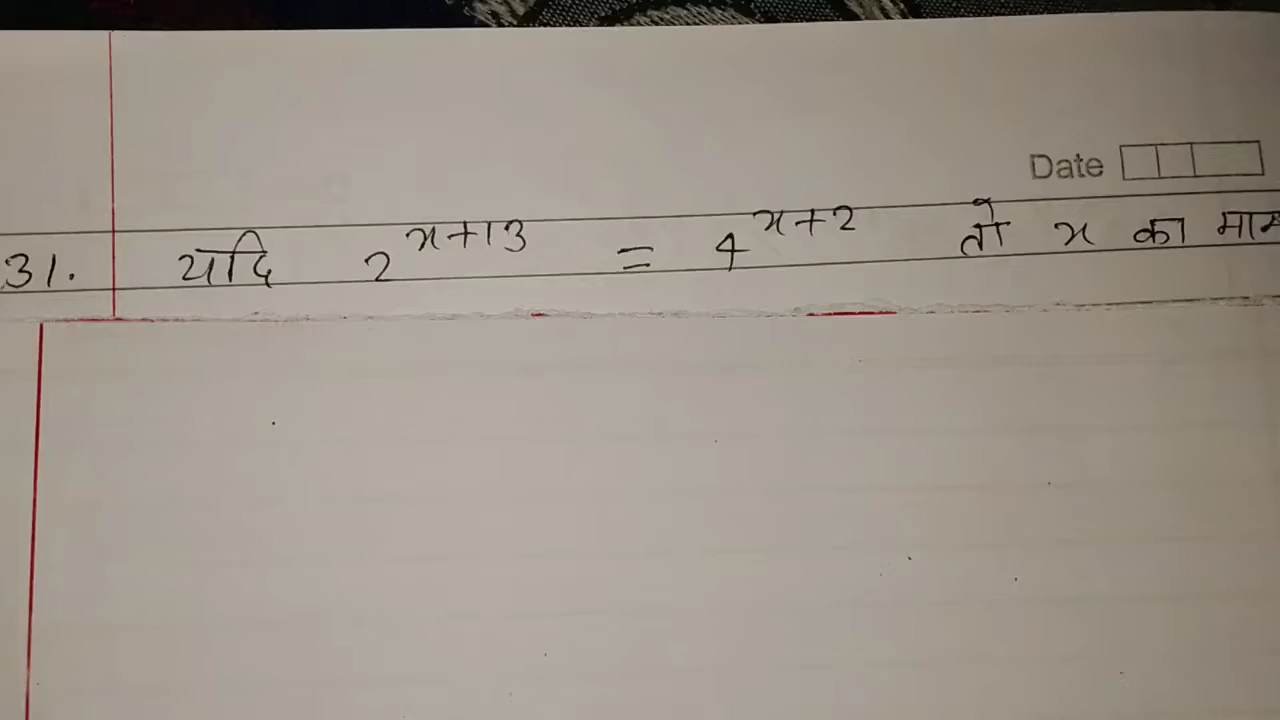 Date
31. यदि 2^{x+13} = 4^{x+2} तो x का मान